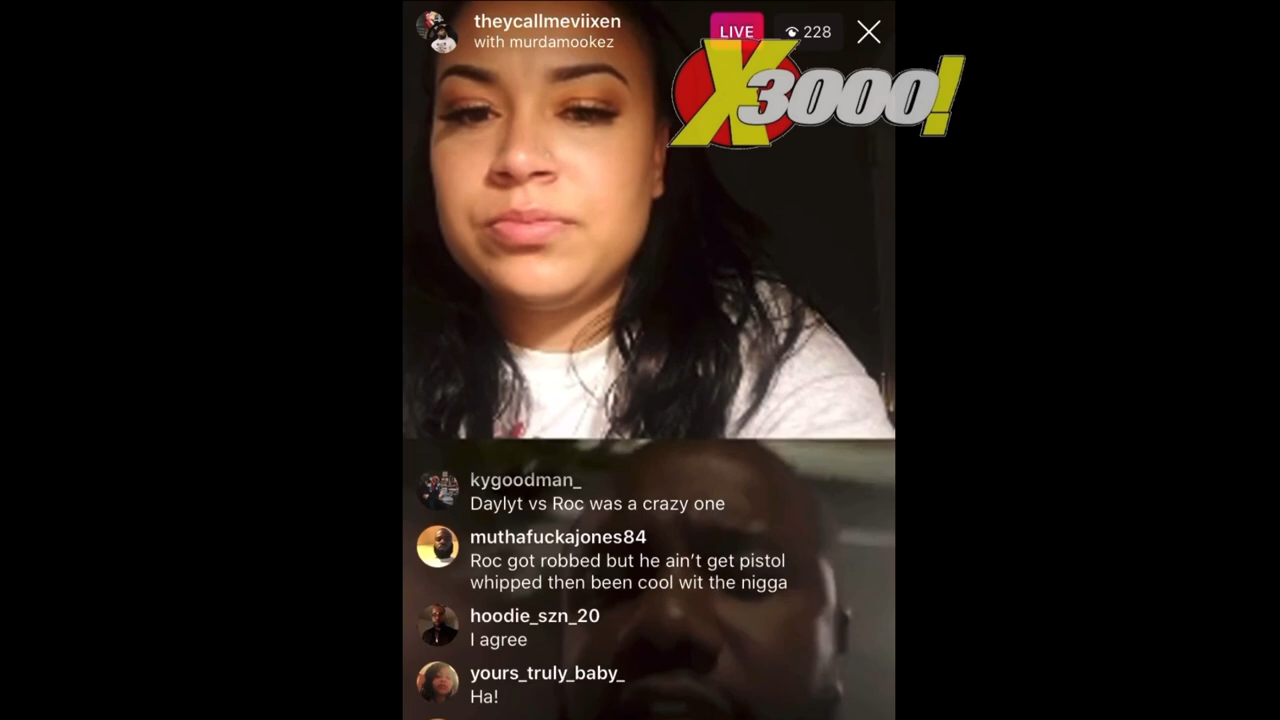 theycallmeviixen
with murdamookez
LIVE
228
X3000!
kygoodman_
Daylyt vs Roc was a crazy one
muthafuckajones84
Roc got robbed but he ain’t get pistol
whipped then been cool wit the nigga
hoodie_szn_20
I agree
yours_truly_baby_
Ha!